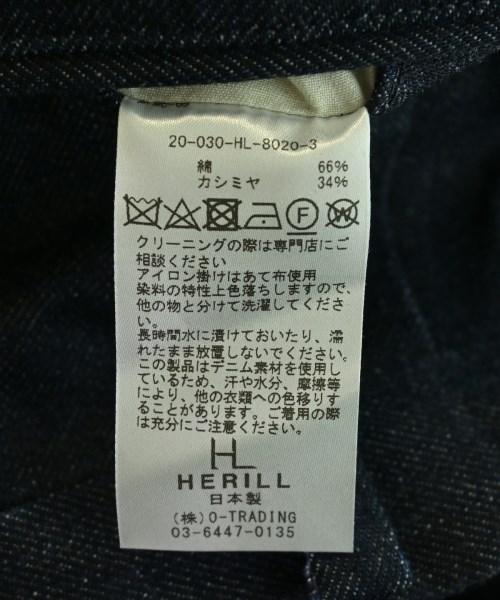 20-030-HL-8020-3
綿 66%
カシミヤ 34%
F W
クリーニングの際は専門店にご
相談ください
アイロン掛けはあて布使用
染料の特性上色落ちしますので、
他の物と分けて洗濯してくださ
い。
長時間水に漬けておいたり、濡
れたまま放置しないでください。
この製品はデニム素材を使用し
ているため、汗や水分、摩擦等
により、他の衣類への色移りす
ることがあります。ご着用の際
は充分にご注意ください。
HL
HERILL
日本製
(株)O-TRADING
03-6447-0135